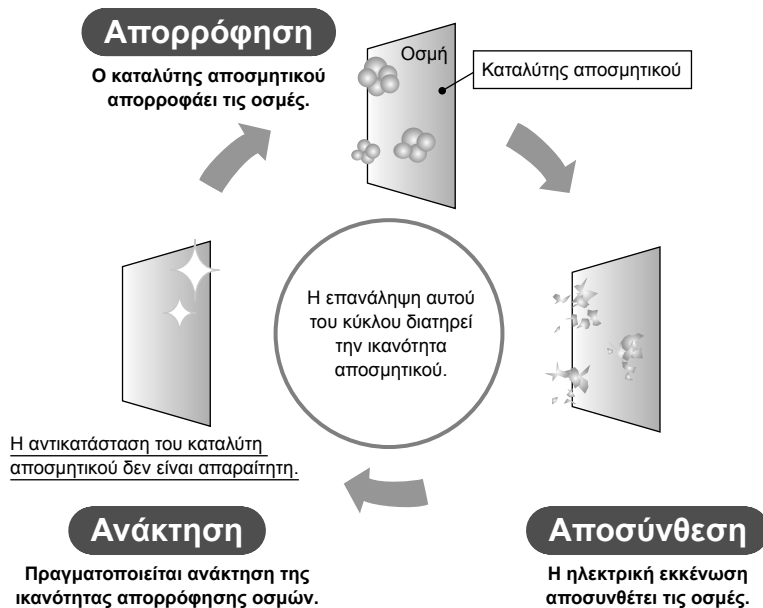 Απορρόφηση
Ο καταλύτης αποσμητικού
απορροφάει τις οσμές.
Οσμή
Καταλύτης αποσμητικού
Η επανάληψη αυτού
του κύκλου διατηρεί
την ικανότητα
αποσμητικού.
Η αντικατάσταση του καταλύτη
αποσμητικού δεν είναι απαραίτητη.
Ανάκτηση
Πραγματοποιείται ανάκτηση της
ικανότητας απορρόφησης οσμών.
Αποσύνθεση
Η ηλεκτρική εκκένωση
αποσυνθέτει τις οσμές.